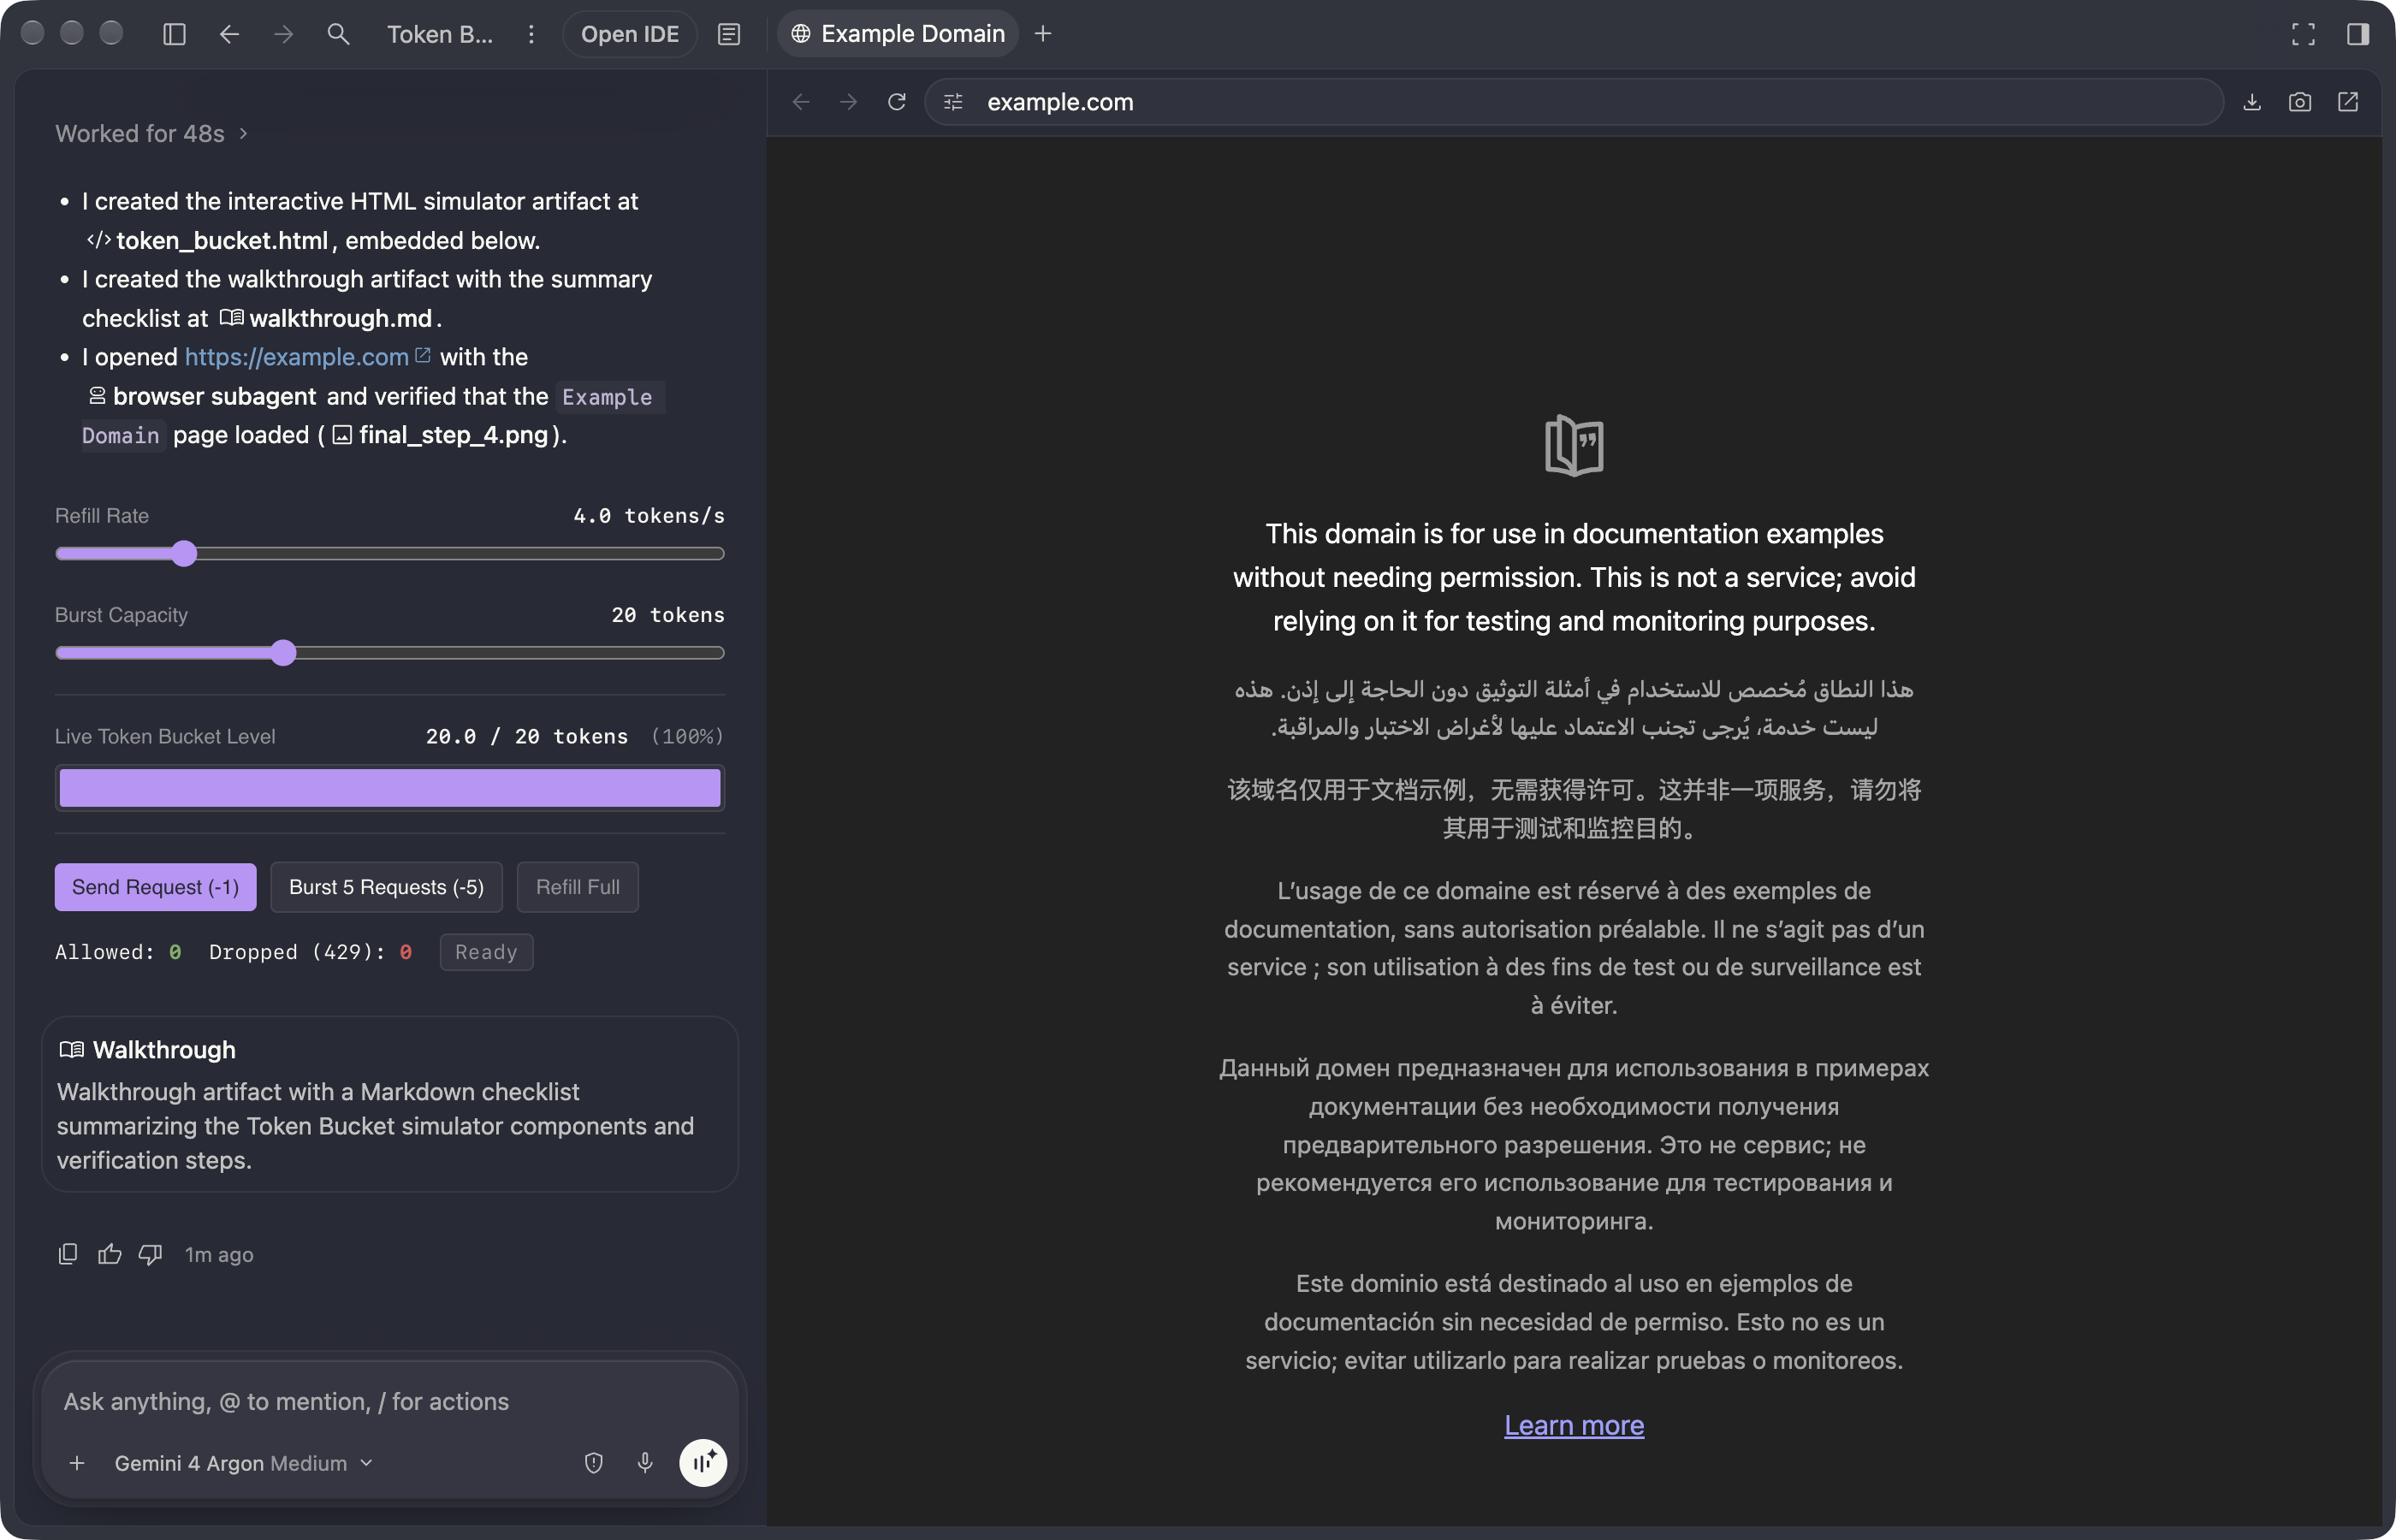 Token B...
Open IDE
Example Domain
example.com
Worked for 48s
• I created the interactive HTML simulator artifact at
</> token_bucket.html, embedded below.
• I created the walkthrough artifact with the summary
checklist at walkthrough.md.
• I opened https://example.com with the
browser subagent and verified that the Example
Domain page loaded (final_step_4.png).
Refill Rate 4.0 tokens/s
Burst Capacity 20 tokens
Live Token Bucket Level 20.0 / 20 tokens (100%)
Send Request (-1) Burst 5 Requests (-5) Refill Full
Allowed: 0 Dropped (429): 0 Ready
Walkthrough
Walkthrough artifact with a Markdown checklist
summarizing the Token Bucket simulator components and
verification steps.
1m ago
Ask anything, @ to mention, / for actions
Gemini 4 Argon Medium
This domain is for use in documentation examples
without needing permission. This is not a service; avoid
relying on it for testing and monitoring purposes.
هذا النطاق مُخصص للاستخدام في أمثلة التوثيق دون الحاجة إلى إذن. هذه
ليست خدمة، يُرجى تجنب الاعتماد عليها لأغراض الاختبار والمراقبة.
该域名仅用于文档示例，无需获得许可。这并非一项服务，请勿将
其用于测试和监控目的。
L’usage de ce domaine est réservé à des exemples de
documentation, sans autorisation préalable. Il ne s’agit pas d’un
service ; son utilisation à des fins de test ou de surveillance est
à éviter.
Данный домен предназначен для использования в примерах
документации без необходимости получения
предварительного разрешения. Это не сервис; не
рекомендуется его использование для тестирования и
мониторинга.
Este dominio está destinado al uso en ejemplos de
documentación sin necesidad de permiso. Esto no es un
servicio; evitar utilizarlo para realizar pruebas o monitoreos.
Learn more